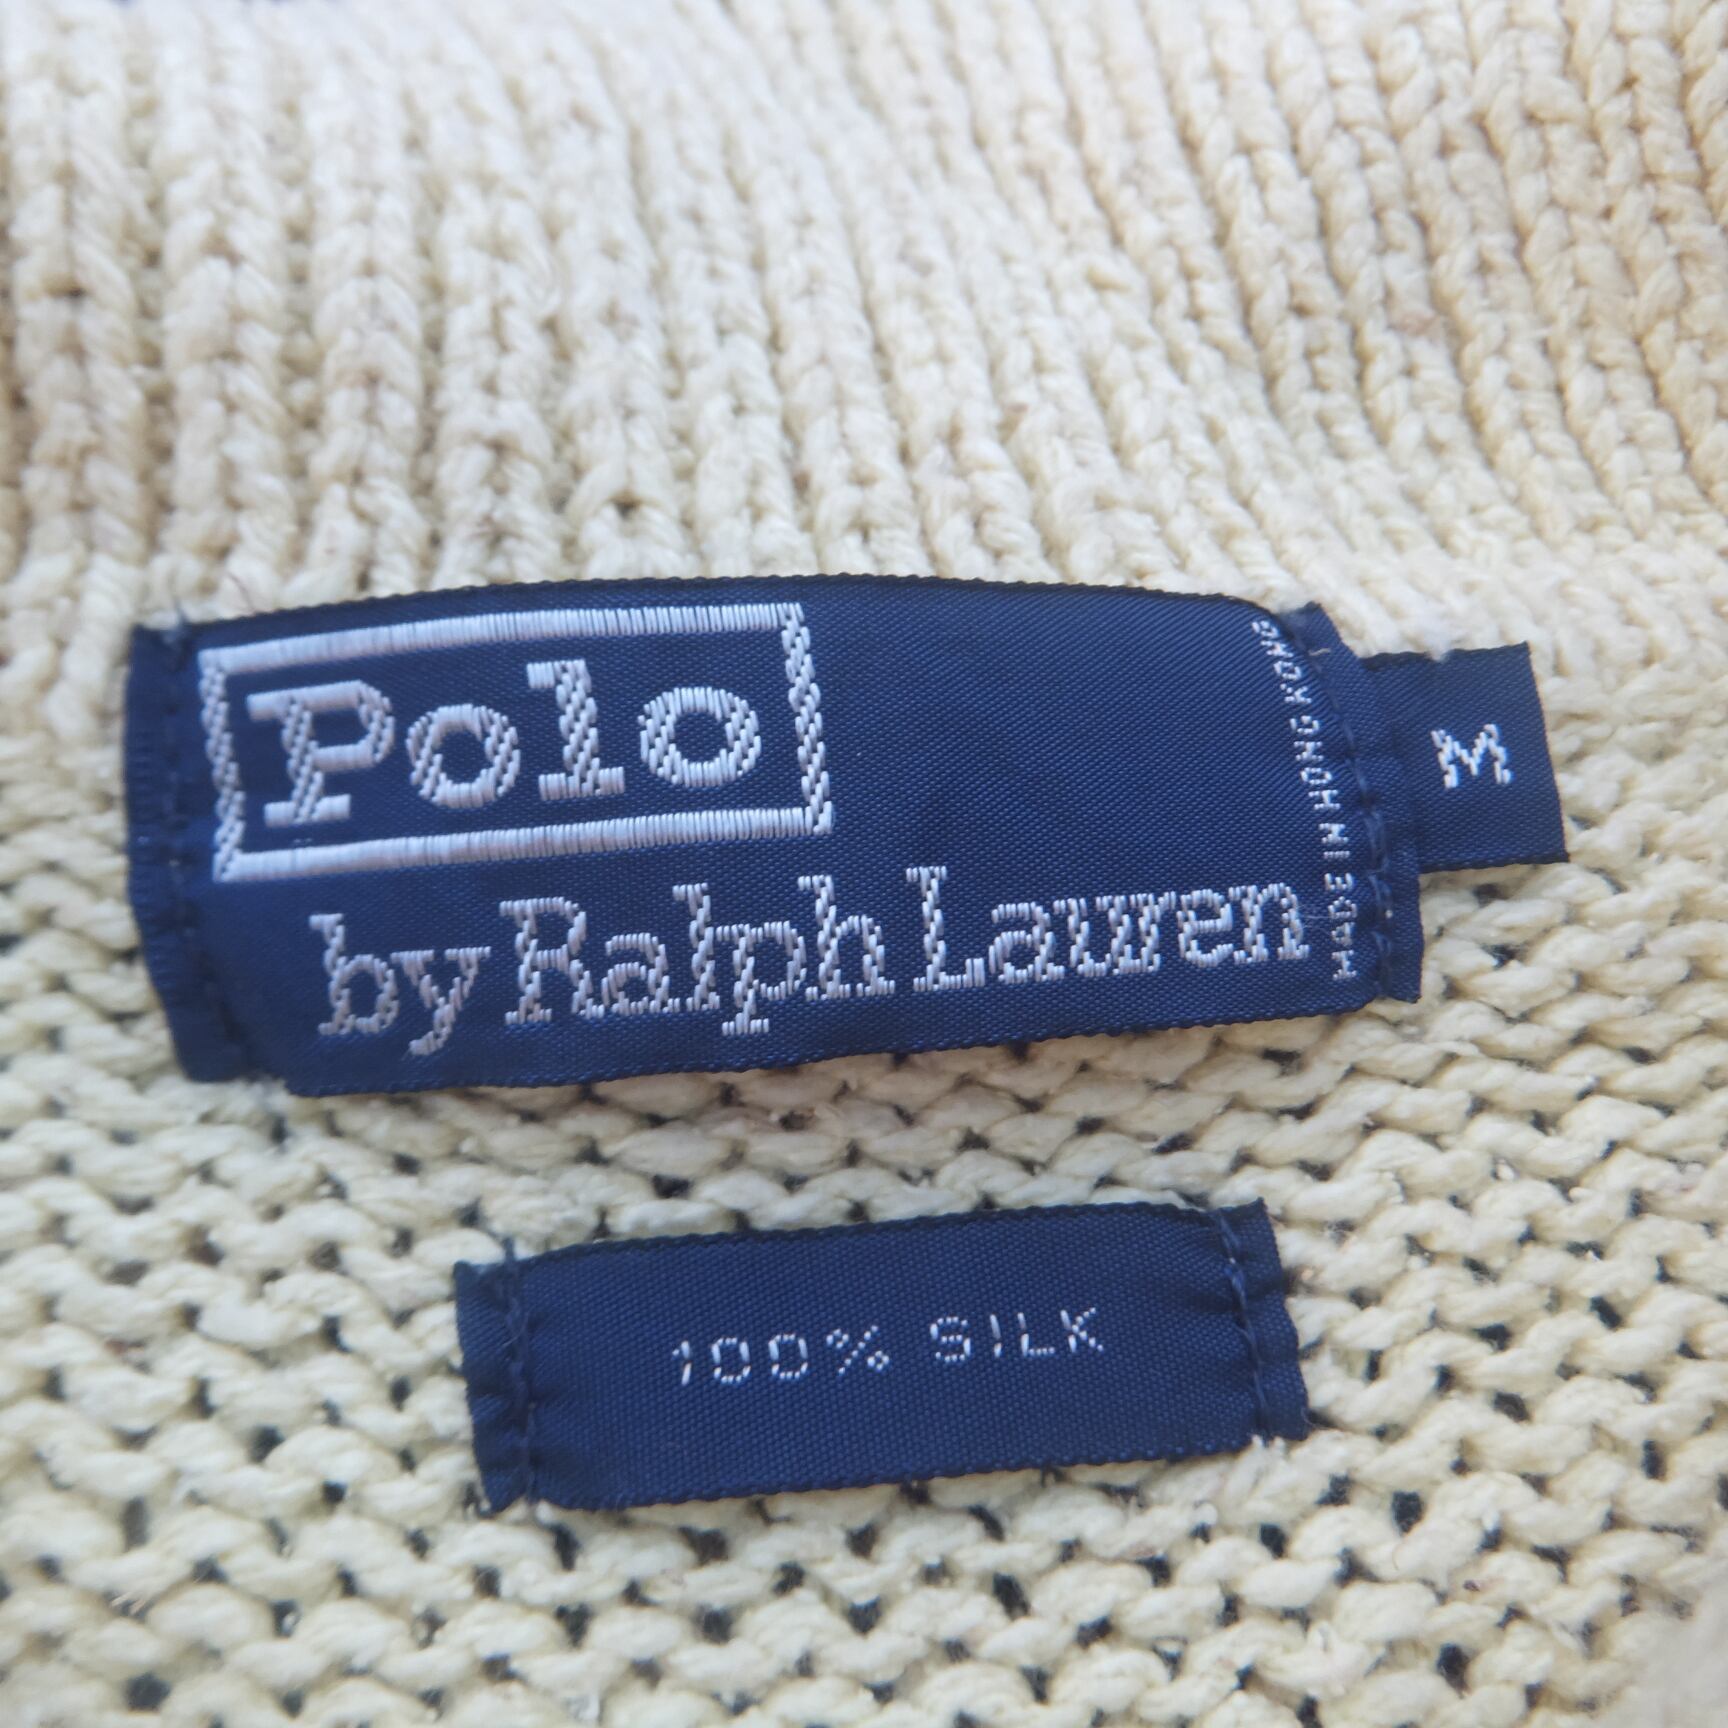 Polo
by Ralph Lauren
MADE IN HONG KONG
M
100% SILK